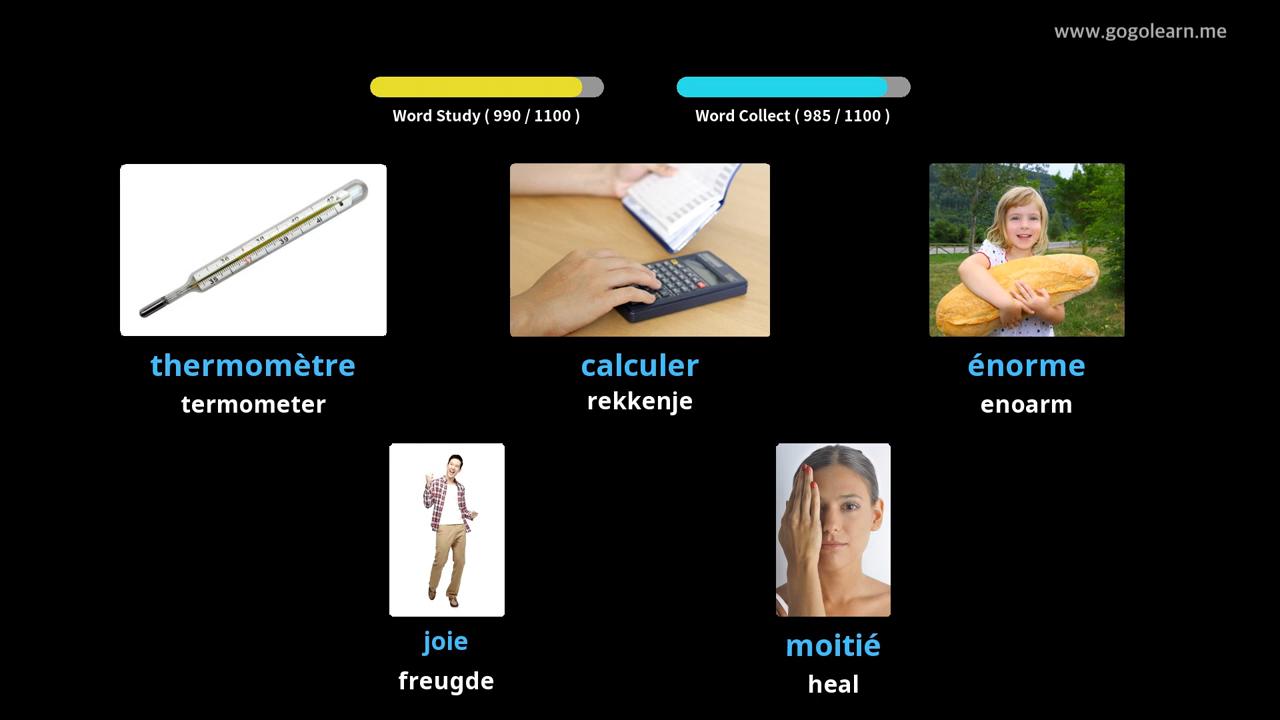 www.gogolearn.me
Word Study ( 990 / 1100 )
Word Collect ( 985 / 1100 )
thermomètre
termometer
calculer
rekkenje
énorme
enoarm
joie
freugde
moitié
heal